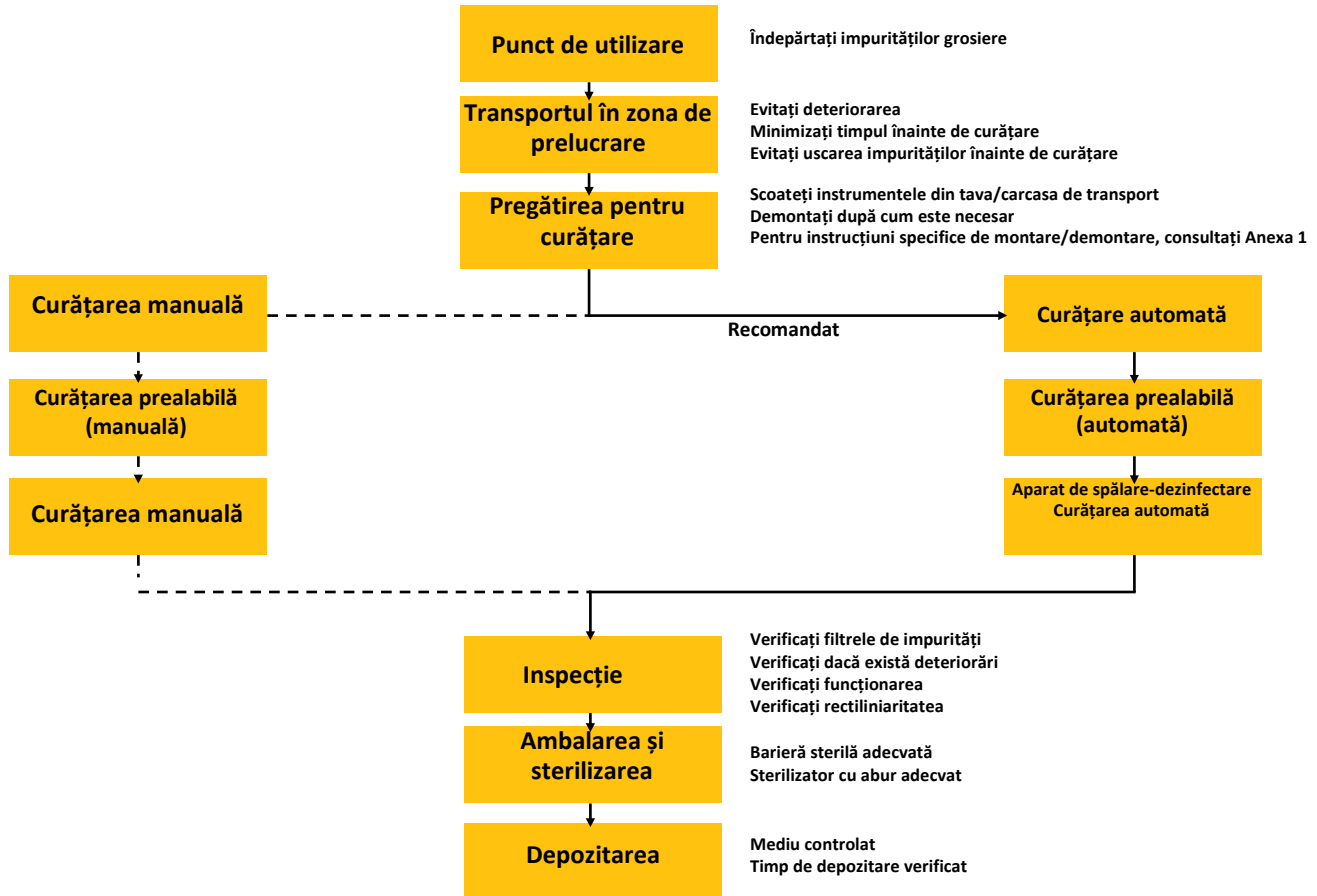 Punct de utilizare
Îndepărtați impurităților grosiere
Transportul în zona de
prelucrare
Evitați deteriorarea
Minimizați timpul înainte de curățare
Evitați uscarea impurităților înainte de curățare
Pregătirea pentru
curățare
Scoateți instrumentele din tava/carcasa de transport
Demontați după cum este necesar
Pentru instrucțiuni specifice de montare/demontare, consultați Anexa 1
Curățarea manuală
Recomandat
Curățare automată
Curățarea prealabilă
(manuală)
Curățarea prealabilă
(automată)
Curățarea manuală
Aparat de spălare-dezinfectare
Curățarea automată
Inspecție
Verificați filtrele de impurități
Verificați dacă există deteriorări
Verificați funcționarea
Verificați rectiliniaritatea
Ambalarea și
sterilizarea
Barieră sterilă adecvată
Sterilizator cu abur adecvat
Depozitarea
Mediu controlat
Timp de depozitare verificat